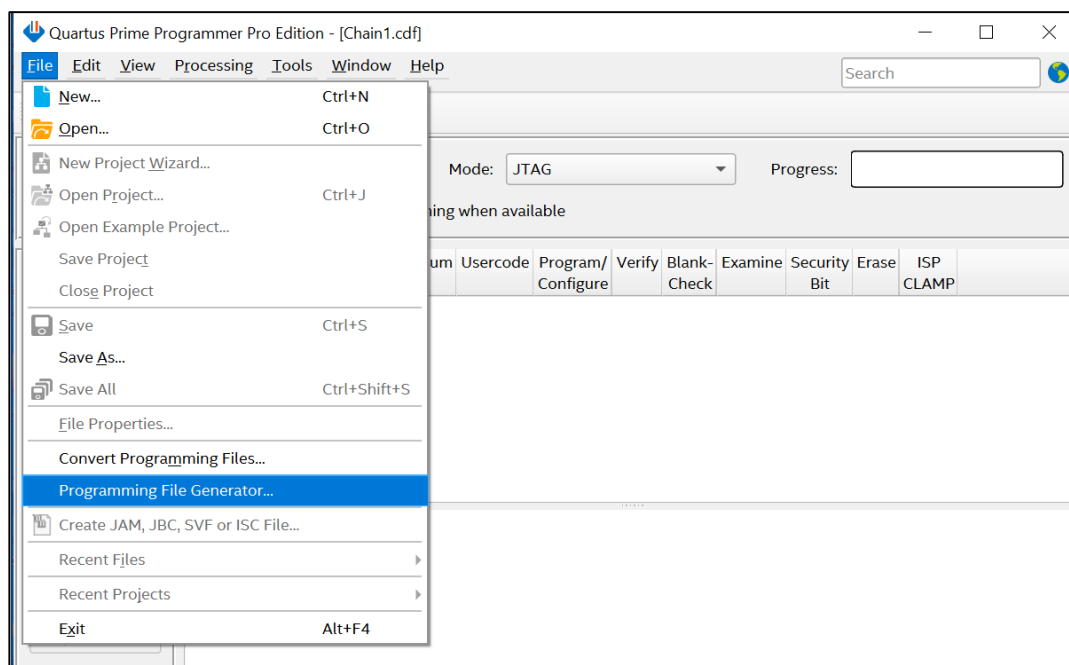 Quartus Prime Programmer Pro Edition - [Chain1.cdf]
File Edit View Processing Tools Window Help
Search
New... Ctrl+N
Open... Ctrl+O
New Project Wizard...
Mode: JTAG Progress:
Open Project... Ctrl+J
ing when available
Open Example Project...
Save Project
um Usercode Program/ Verify Blank- Examine Security Erase ISP
Configure Check Bit CLAMP
Close Project
Save Ctrl+S
Save As...
Save All Ctrl+Shift+S
File Properties...
Convert Programming Files...
Programming File Generator...
Create JAM, JBC, SVF or ISC File...
Recent Files
Recent Projects
Exit Alt+F4